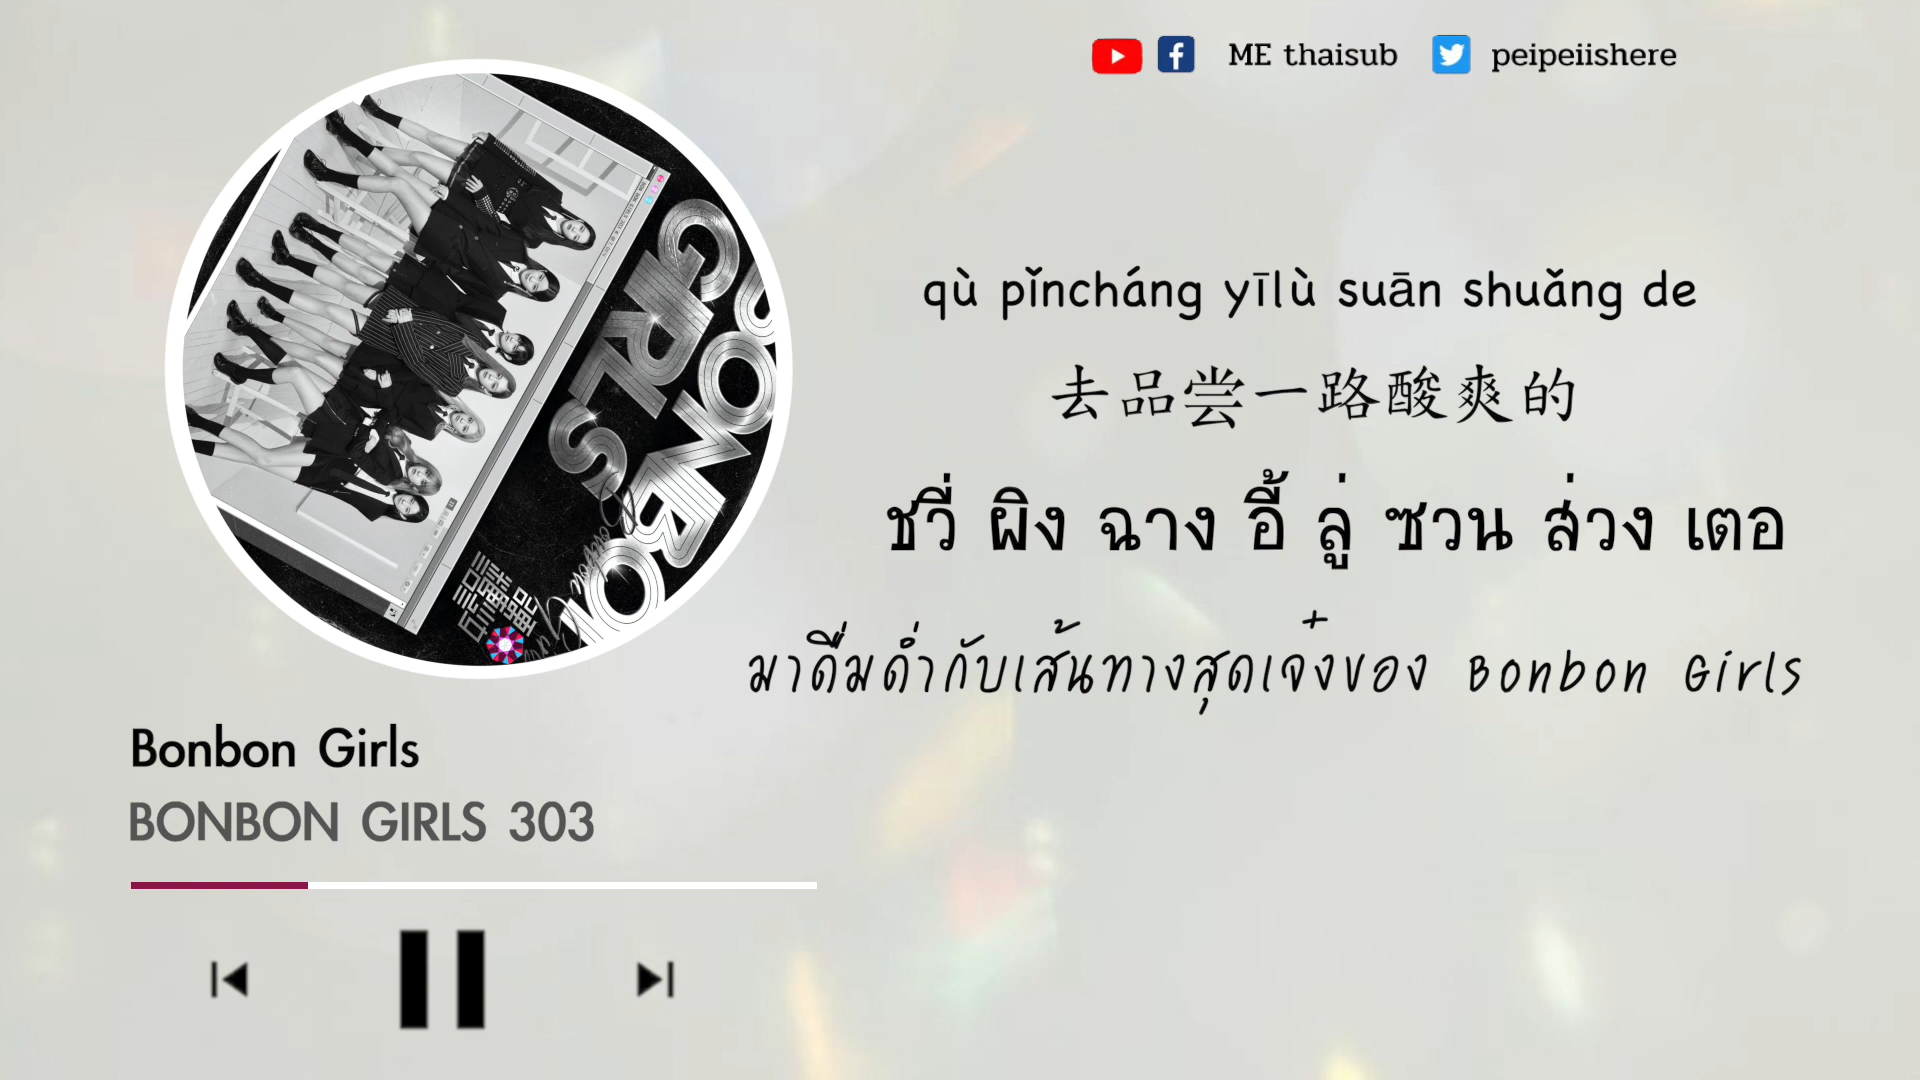 ME thaisub peipeiishere
qù pǐncháng yīlù suān shuǎng de
去品尝一路酸爽的
ชวี่ ผิง ฉาง อี้ ลู่ ซวน ส่วง เตอ
มาดื่มด่ำกับเส้นทางสุดเจ๋งของ Bonbon Girls
BONBON
GIRLS
Bonbon Girls
BONBON GIRLS 303